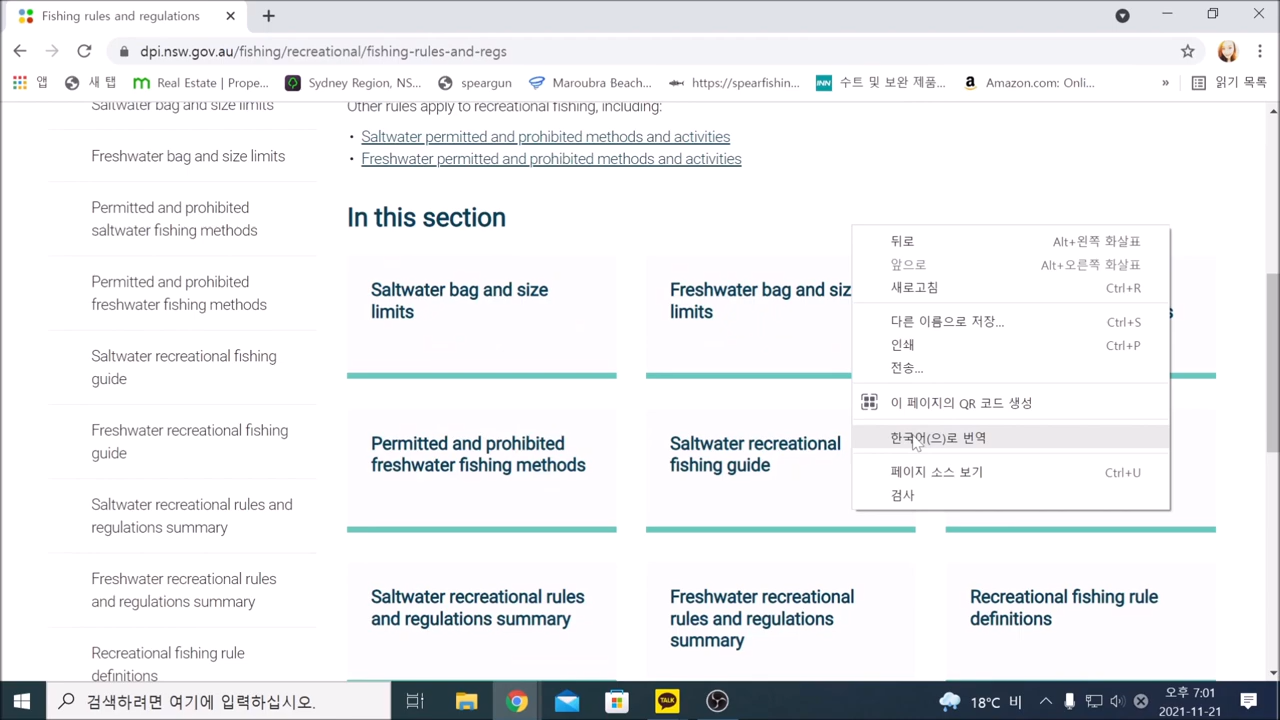 Fishing rules and regulations
dpi.nsw.gov.au/fishing/recreational/fishing-rules-and-regs
앱
새 탭
Real Estate | Prope...
Sydney Region, NS...
speargun
Maroubra Beach...
https://spearfishin...
INN
수트 및 보완 제품...
Amazon.com: Onli...
»
읽기 목록
Saltwater bag and size limits
Freshwater bag and size limits
Permitted and prohibited
saltwater fishing methods
Permitted and prohibited
freshwater fishing methods
Saltwater recreational fishing
guide
Freshwater recreational fishing
guide
Saltwater recreational rules and
regulations summary
Freshwater recreational rules
and regulations summary
Recreational fishing rule
definitions
Other rules apply to recreational fishing, including:
• Saltwater permitted and prohibited methods and activities
• Freshwater permitted and prohibited methods and activities
In this section
Saltwater bag and size
limits
Freshwater bag and siz
limits
Permitted and prohibited
freshwater fishing methods
Saltwater recreational
fishing guide
Saltwater recreational rules
and regulations summary
Freshwater recreational
rules and regulations
summary
Recreational fishing rule
definitions
뒤로 Alt+왼쪽 화살표
앞으로 Alt+오른쪽 화살표
새로고침 Ctrl+R
다른 이름으로 저장... Ctrl+S
인쇄 Ctrl+P
전송...
이 페이지의 QR 코드 생성
한국어(으)로 번역
페이지 소스 보기 Ctrl+U
검사
검색하려면 여기에 입력하십시오.
TALK
18°C 비
오후 7:01
2021-11-21